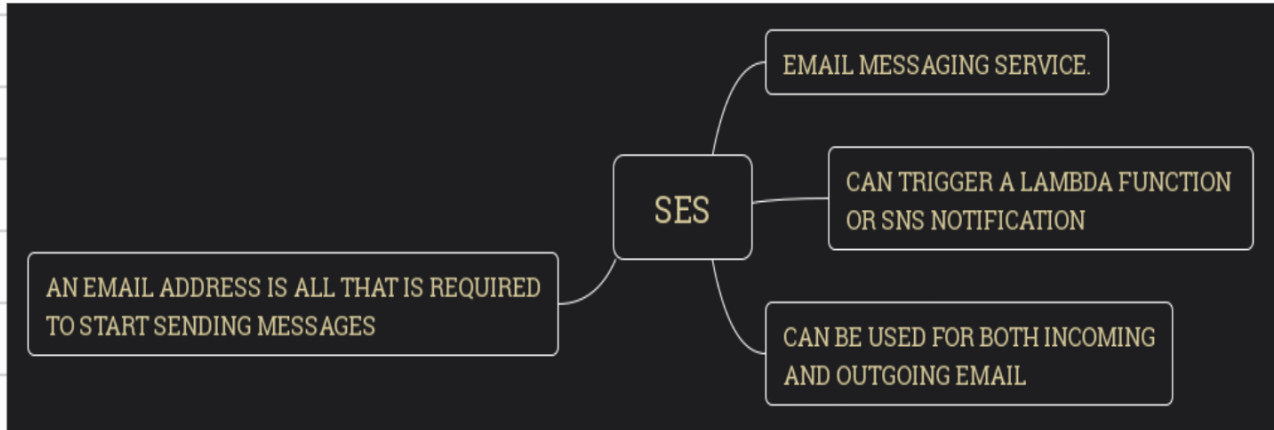 EMAIL MESSAGING SERVICE.
CAN TRIGGER A LAMBDA FUNCTION
OR SNS NOTIFICATION
SES
AN EMAIL ADDRESS IS ALL THAT IS REQUIRED
TO START SENDING MESSAGES
CAN BE USED FOR BOTH INCOMING
AND OUTGOING EMAIL